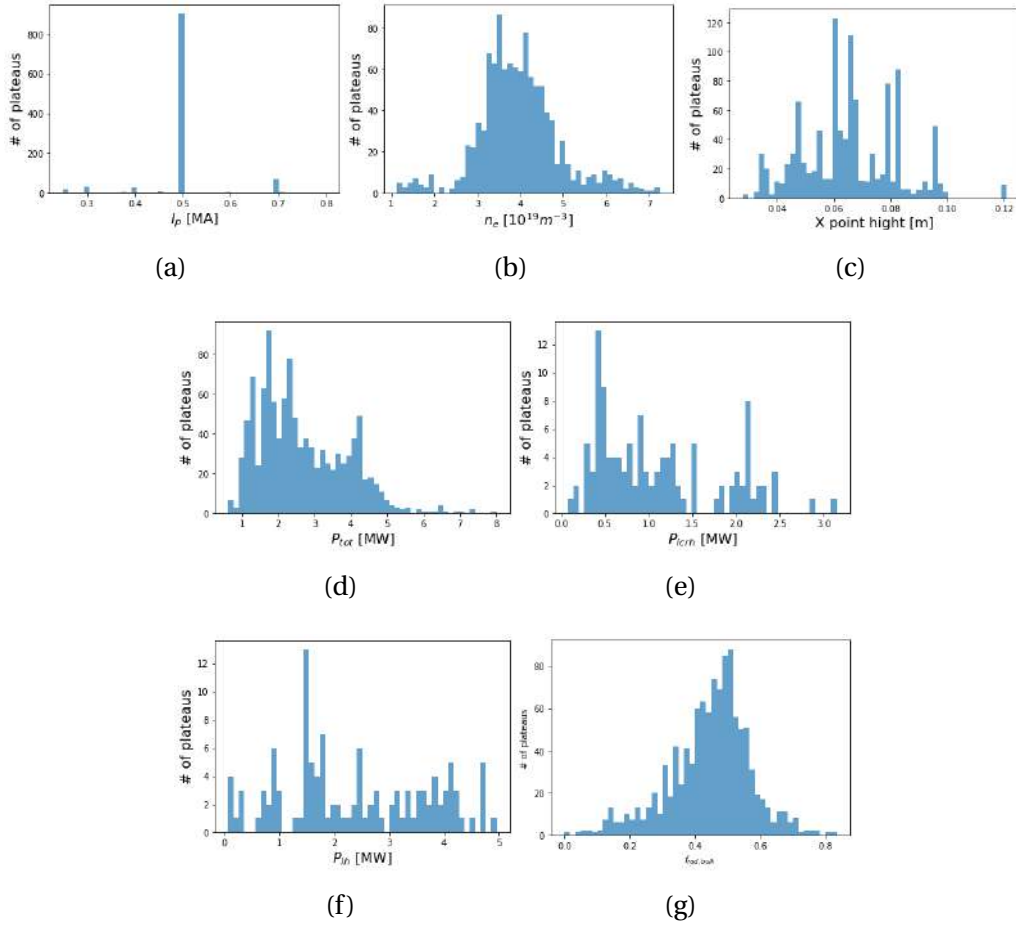 # of plateaus
800
600
400
200
0
0.3 0.4 0.5 0.6 0.7 0.8
I_p [MA]
(a)
# of plateaus
80
60
40
20
0
1 2 3 4 5 6 7
n_e [10^19 m^-3]
(b)
# of plateaus
120
100
80
60
40
20
0
0.04 0.06 0.08 0.10 0.12
X point hight [m]
(c)
# of plateaus
80
60
40
20
0
1 2 3 4 5 6 7 8
P_tot [MW]
(d)
# of plateaus
12
10
8
6
4
2
0
0.0 0.5 1.0 1.5 2.0 2.5 3.0
P_icrh [MW]
(e)
# of plateaus
12
10
8
6
4
2
0
0 1 2 3 4 5
P_lh [MW]
(f)
# of plateaus
80
60
40
20
0
0.0 0.2 0.4 0.6 0.8
f_rad, bulk
(g)